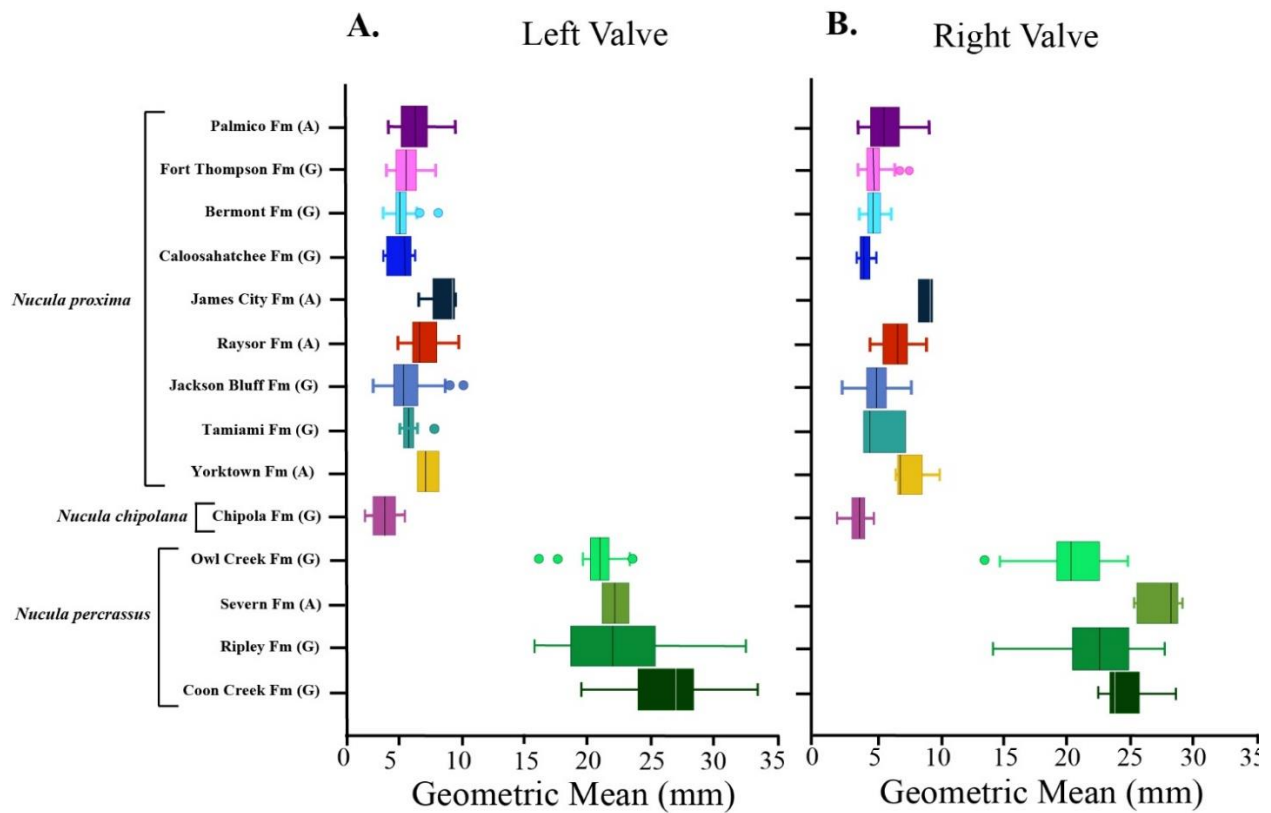 A.
Left Valve
B.
Right Valve
Palmico Fm (A)
Fort Thompson Fm (G)
Bermont Fm (G)
Caloosahatchee Fm (G)
Nucula proxima
James City Fm (A)
Raysor Fm (A)
Jackson Bluff Fm (G)
Tamiami Fm (G)
Yorktown Fm (A)
Nucula chipolana
Chipola Fm (G)
Owl Creek Fm (G)
Nucula percrassus
Severn Fm (A)
Ripley Fm (G)
Coon Creek Fm (G)
0 5 10 15 20 25 30 35
0 5 10 15 20 25 30 35
Geometric Mean (mm)
Geometric Mean (mm)